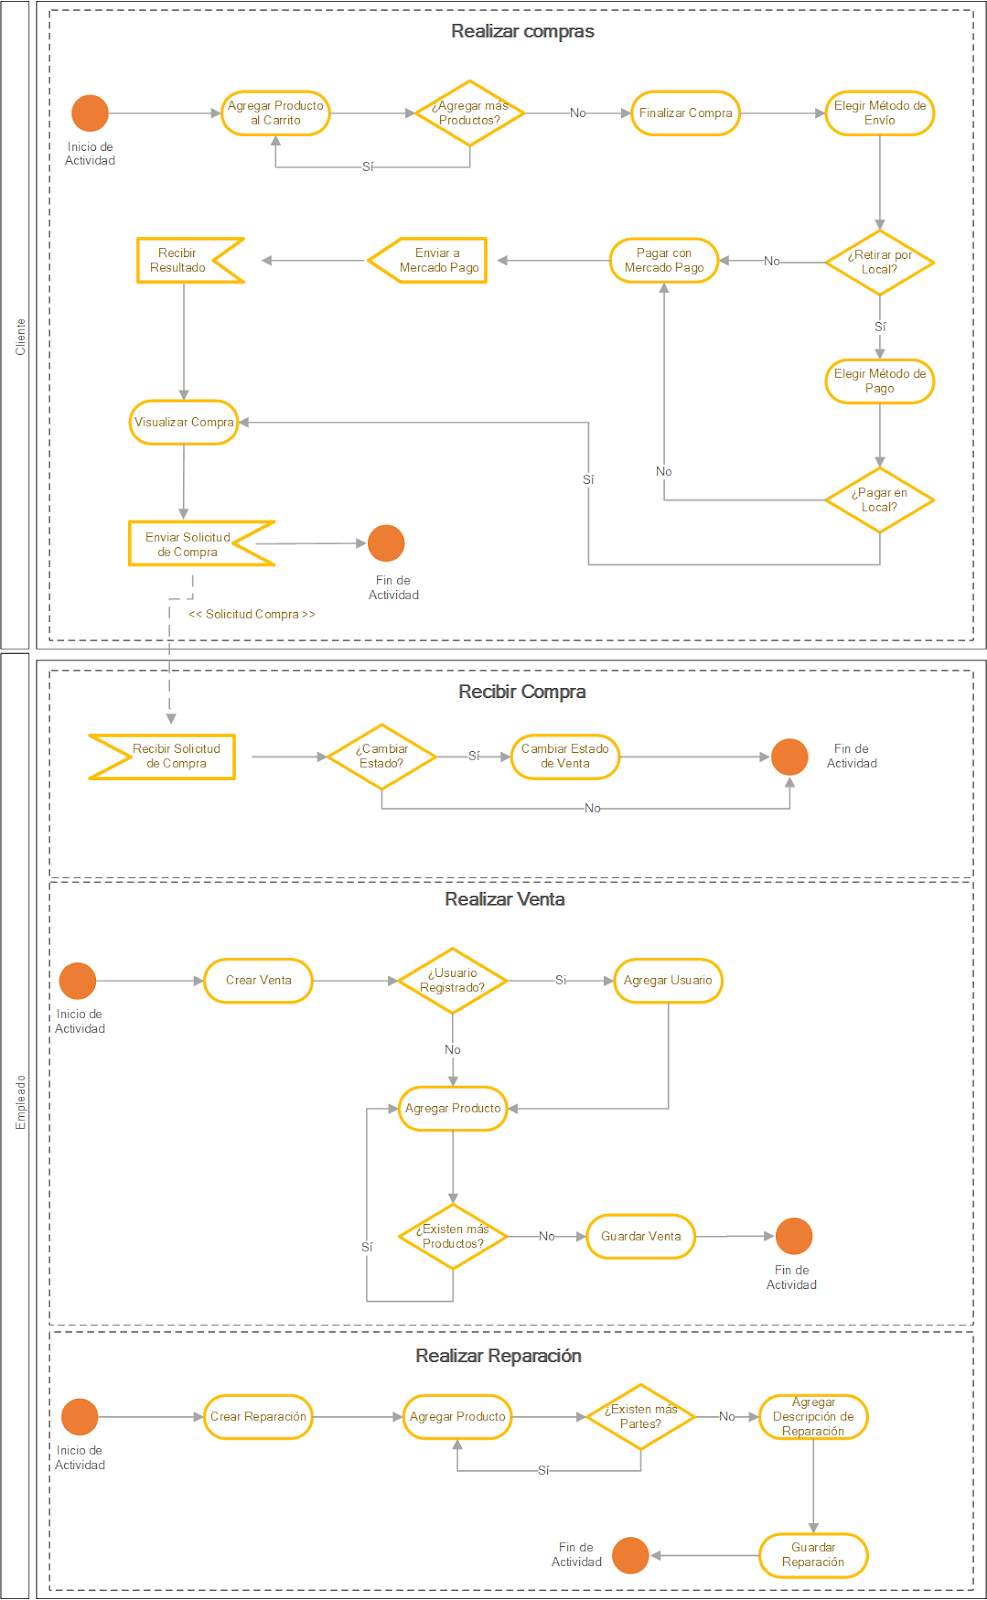 Realizar compras
Cliente
Inicio de
Actividad
Agregar Producto
al Carrito
¿Agregar más
Productos?
Sí
No
Finalizar Compra
Elegir Método de
Envío
¿Retirar por
Local?
No
Sí
Pagar con
Mercado Pago
Enviar a
Mercado Pago
Recibir
Resultado
Elegir Método de
Pago
¿Pagar en
Local?
No
Sí
Visualizar Compra
Enviar Solicitud
de Compra
Fin de
Actividad
<< Solicitud Compra >>
Empleado
Recibir Compra
Recibir Solicitud
de Compra
¿Cambiar
Estado?
Sí
Cambiar Estado
de Venta
No
Fin de
Actividad
Realizar Venta
Inicio de
Actividad
Crear Venta
¿Usuario
Registrado?
Si
Agregar Usuario
No
Agregar Producto
¿Existen más
Productos?
Sí
No
Guardar Venta
Fin de
Actividad
Realizar Reparación
Inicio de
Actividad
Crear Reparación
Agregar Producto
¿Existen más
Partes?
Sí
No
Agregar
Descripción de
Reparación
Guardar
Reparación
Fin de
Actividad